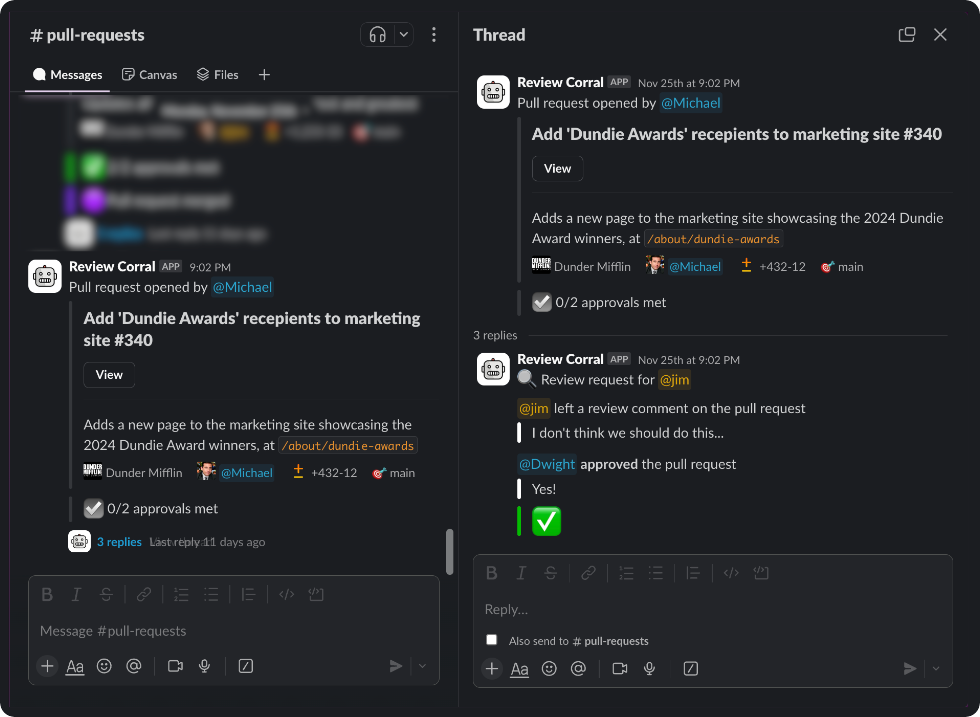 # pull-requests
Messages
Canvas
Files
2/2 approvals met
Pull request merged
main
Review Corral APP 9:02 PM
Pull request opened by @Michael
Add 'Dundie Awards' recepients to marketing
site #340
View
Adds a new page to the marketing site showcasing the
2024 Dundie Award winners, at /about/dundie-awards
DUNDER
MIFFLIN
Dunder Mifflin @Michael +432-12 main
0/2 approvals met
3 replies Last reply 11 days ago
Message #pull-requests
Thread
Review Corral APP Nov 25th at 9:02 PM
Pull request opened by @Michael
Add 'Dundie Awards' recepients to marketing site #340
View
Adds a new page to the marketing site showcasing the 2024 Dundie
Award winners, at /about/dundie-awards
DUNDER
MIFFLIN
Dunder Mifflin @Michael +432-12 main
0/2 approvals met
3 replies
Review Corral APP Nov 25th at 9:02 PM
Review request for @jim
@jim left a review comment on the pull request
I don't think we should do this...
@Dwight approved the pull request
Yes!
Reply...
Also send to # pull-requests